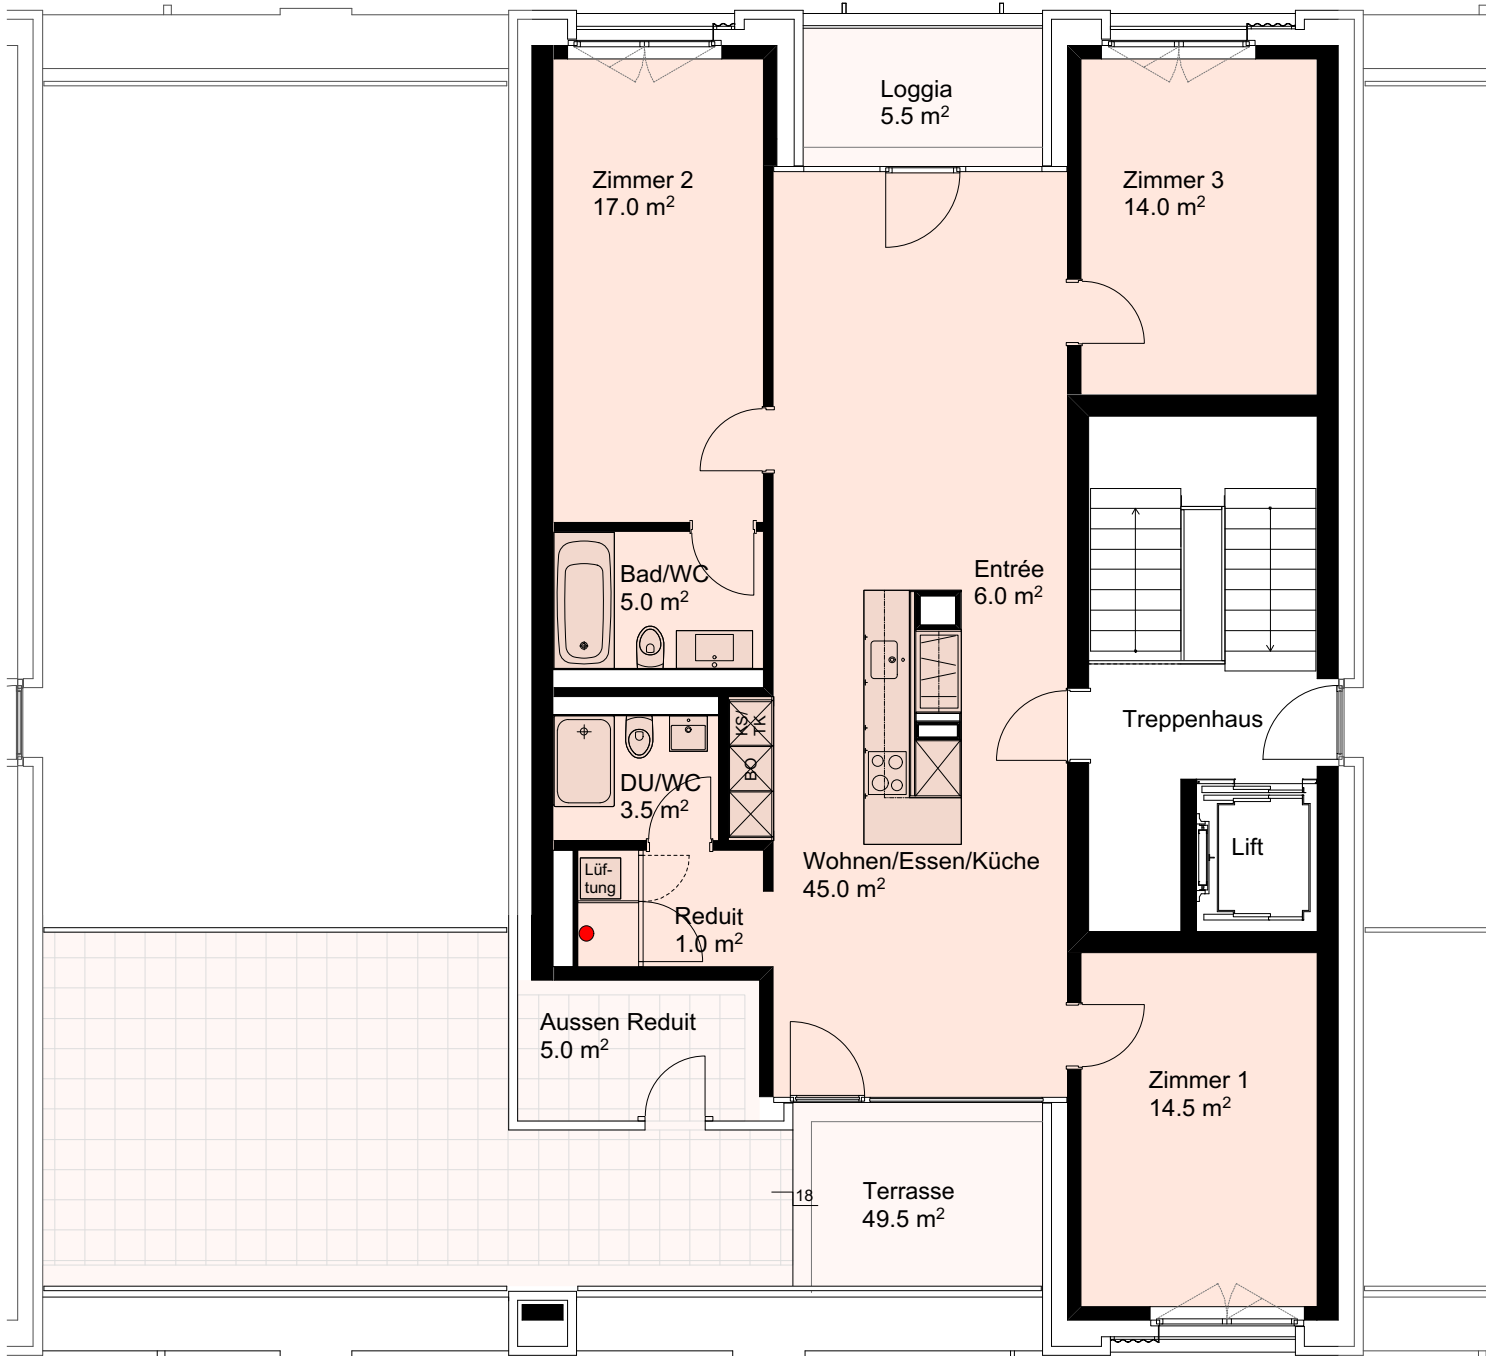 Loggia
5.5 m²
Zimmer 2
17.0 m²
Zimmer 3
14.0 m²
Bad/WC
5.0 m²
Entrée
6.0 m²
KS/
TK
Treppenhaus
BO
DU/WC
3.5 m²
Lift
Wohnen/Essen/Küche
45.0 m²
Lüf-
tung
Reduit
1.0 m²
Aussen Reduit
5.0 m²
Zimmer 1
14.5 m²
18
Terrasse
49.5 m²